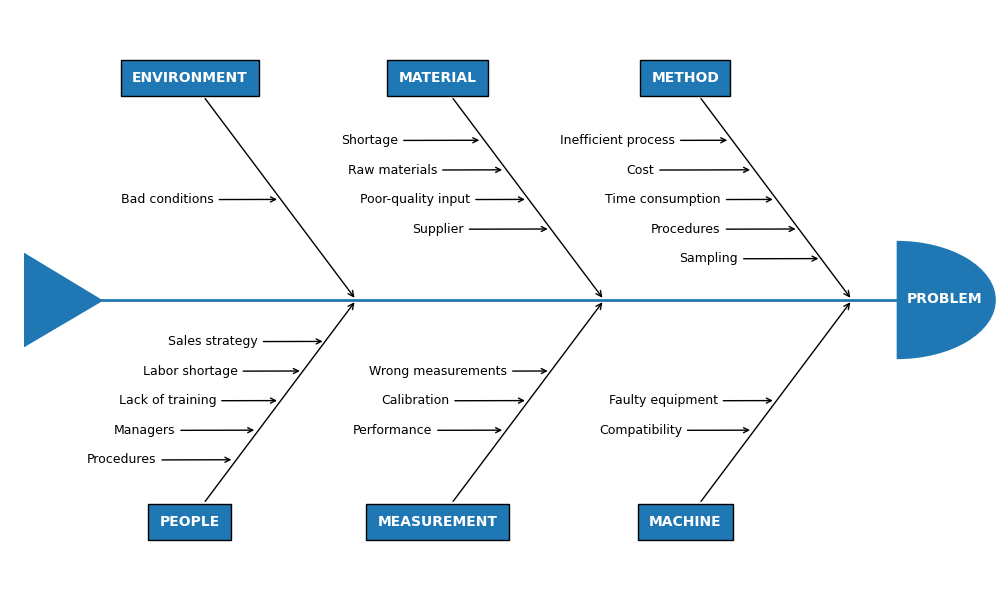 ENVIRONMENT
MATERIAL
METHOD
Shortage
Inefficient process
Raw materials
Cost
Bad conditions
Poor-quality input
Time consumption
Supplier
Procedures
Sampling
PROBLEM
Sales strategy
Labor shortage
Wrong measurements
Lack of training
Calibration
Faulty equipment
Managers
Performance
Compatibility
Procedures
PEOPLE
MEASUREMENT
MACHINE